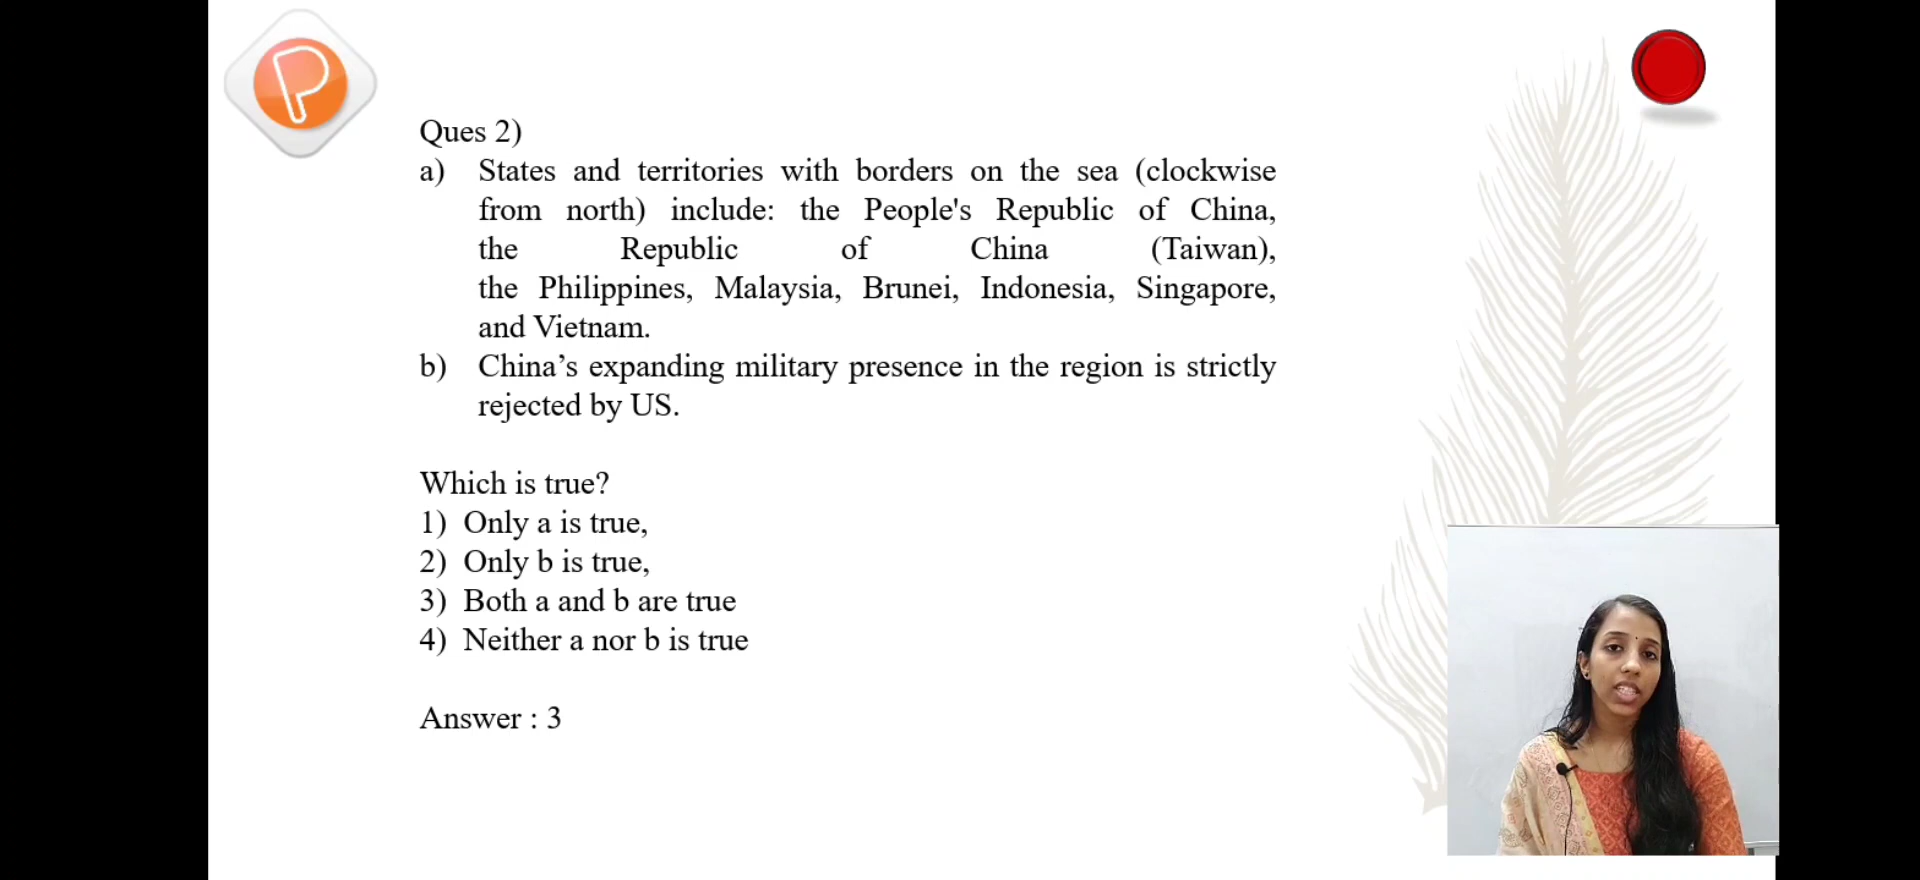 Ques 2)
a) States and territories with borders on the sea (clockwise
from north) include: the People's Republic of China,
the Republic of China (Taiwan),
the Philippines, Malaysia, Brunei, Indonesia, Singapore,
and Vietnam.
b) China’s expanding military presence in the region is strictly
rejected by US.
Which is true?
1) Only a is true,
2) Only b is true,
3) Both a and b are true
4) Neither a nor b is true
Answer : 3